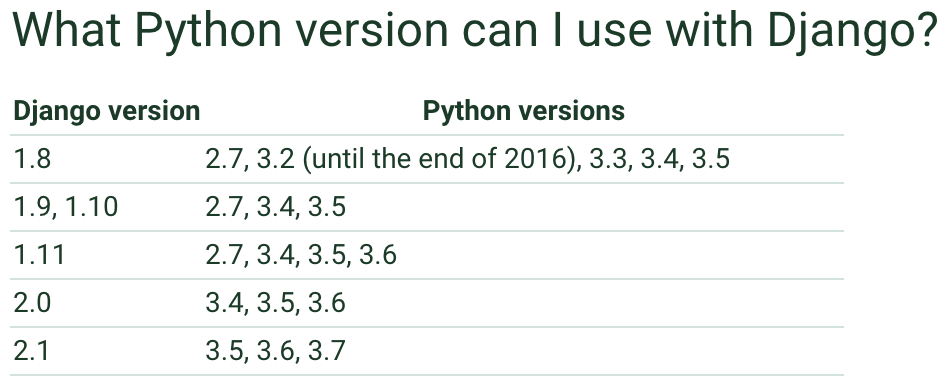 What Python version can I use with Django?
Django version Python versions
1.8 2.7, 3.2 (until the end of 2016), 3.3, 3.4, 3.5
1.9, 1.10 2.7, 3.4, 3.5
1.11 2.7, 3.4, 3.5, 3.6
2.0 3.4, 3.5, 3.6
2.1 3.5, 3.6, 3.7